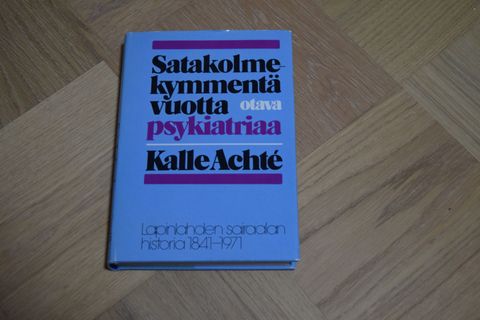 Satakolme-
kymmentä
vuotta otava
psykiatriaa
Kalle Achté
Lapinlahden sairaalan
historia 1841-1971